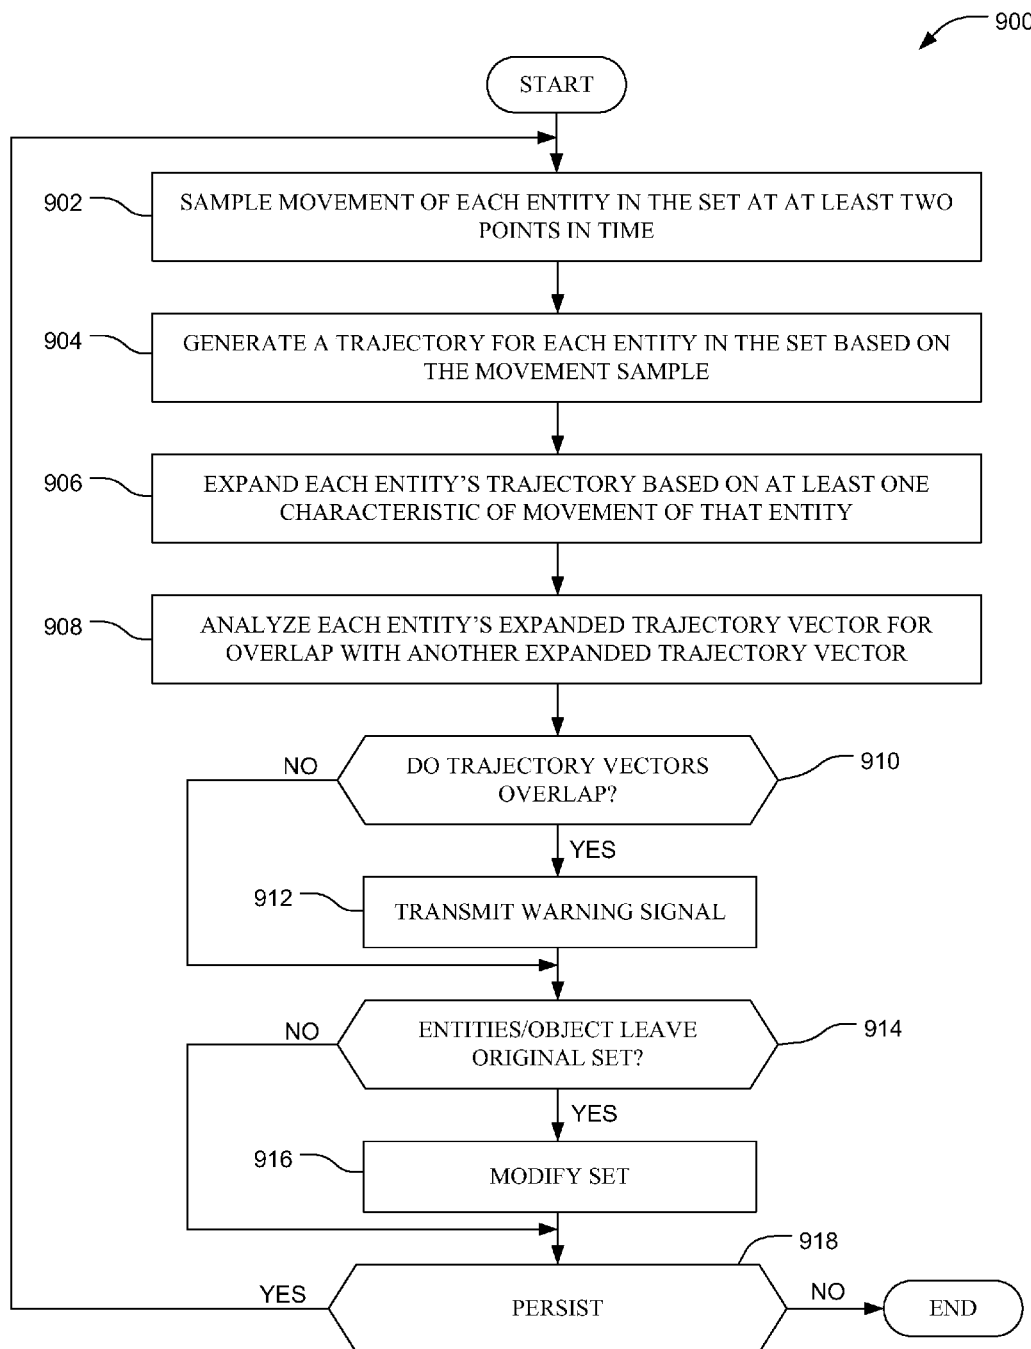 900
START
902
SAMPLE MOVEMENT OF EACH ENTITY IN THE SET AT AT LEAST TWO
POINTS IN TIME
904
GENERATE A TRAJECTORY FOR EACH ENTITY IN THE SET BASED ON
THE MOVEMENT SAMPLE
906
EXPAND EACH ENTITY'S TRAJECTORY BASED ON AT LEAST ONE
CHARACTERISTIC OF MOVEMENT OF THAT ENTITY
908
ANALYZE EACH ENTITY'S EXPANDED TRAJECTORY VECTOR FOR
OVERLAP WITH ANOTHER EXPANDED TRAJECTORY VECTOR
NO
DO TRAJECTORY VECTORS
OVERLAP?
910
YES
912
TRANSMIT WARNING SIGNAL
NO
ENTITIES/OBJECT LEAVE
ORIGINAL SET?
914
YES
916
MODIFY SET
918
YES
PERSIST
NO
END